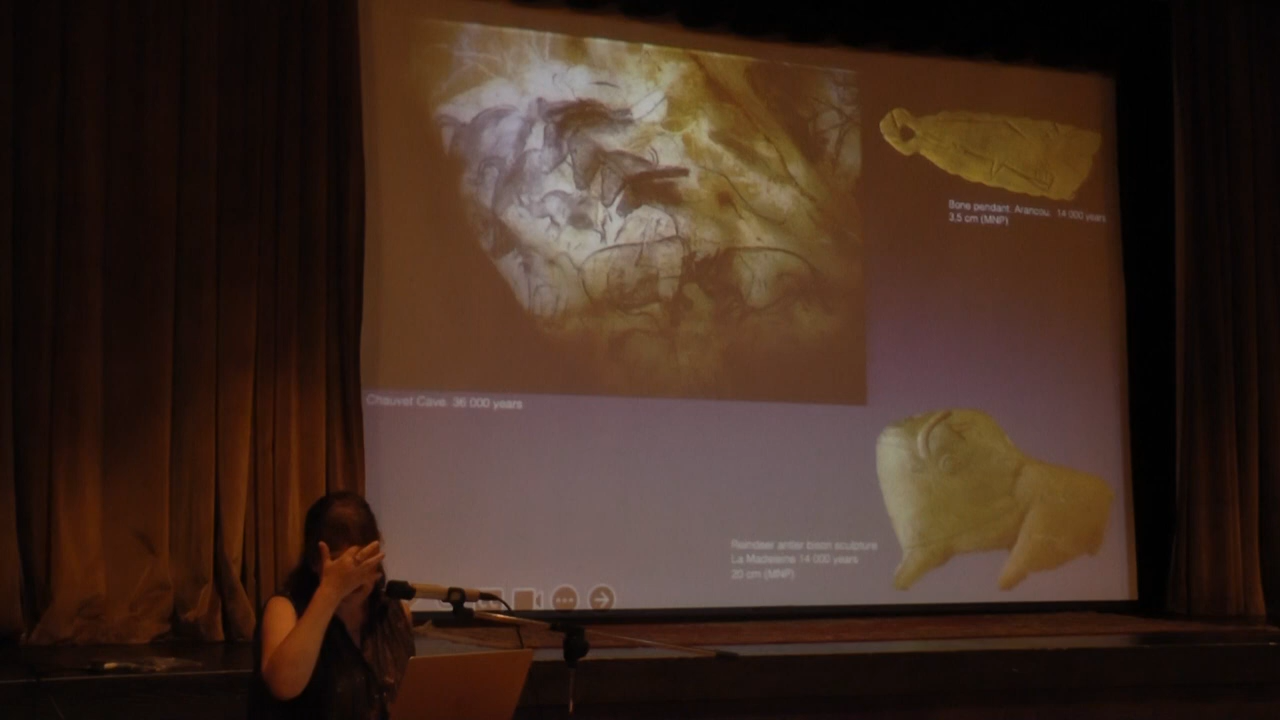 Bone pendant. Arancou. 14 000 years
3,5 cm (MNP)
Chauvet Cave. 36 000 years
Reindeer antler bison sculpture
La Madeleine 14 000 years
20 cm (MNP)